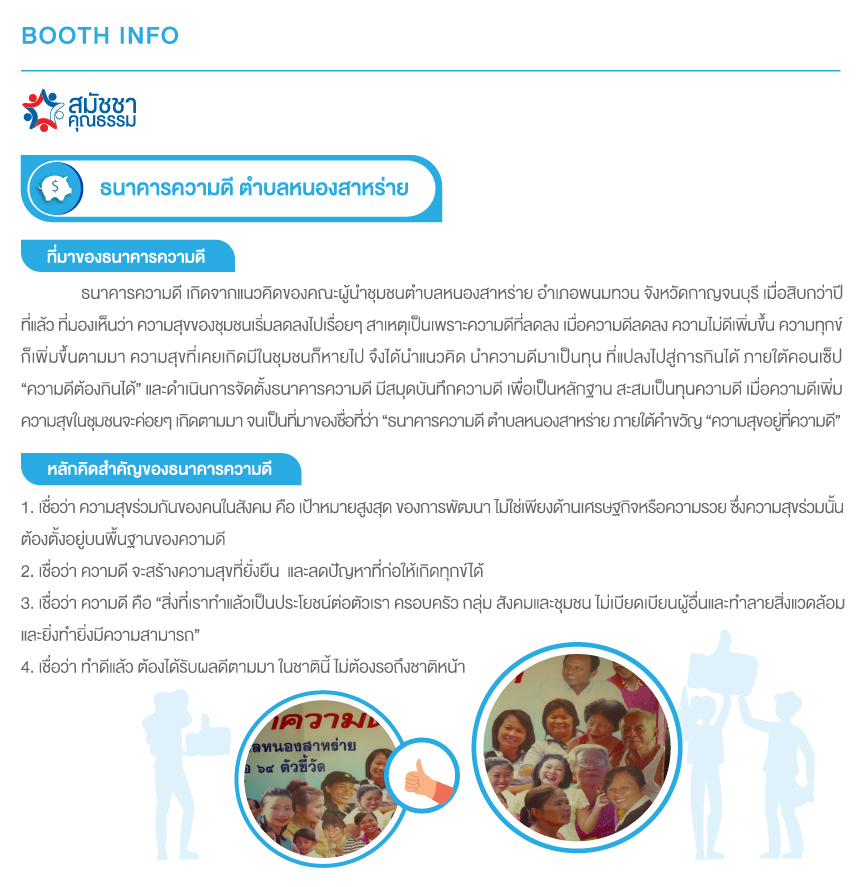 BOOTH INFO
สมัชชา
คุณธรรม
$
ธนาคารความดี ตำบลหนองสาหร่าย
ที่มาของธนาคารความดี
ธนาคารความดี เกิดจากแนวคิดของคณะผู้นำชุมชนตำบลหนองสาหร่าย อำเภอพนมทวน จังหวัดกาญจนบุรี เมื่อสิบกว่าปี
ที่แล้ว ที่มองเห็นว่า ความสุขของชุมชนเริ่มลดลงไปเรื่อยๆ สาเหตุเป็นเพราะความดีที่ลดลง เมื่อความดีลดลง ความไม่ดีเพิ่มขึ้น ความทุกข์
ก็เพิ่มขึ้นตามมา ความสุขที่เคยเกิดมีในชุมชนก็หายไป จึงได้นำแนวคิด นำความดีมาเป็นทุน ที่แปลงไปสู่การกินได้ ภายใต้คอนเซ็ป
“ความดีต้องกินได้” และดำเนินการจัดตั้งธนาคารความดี มีสมุดบันทึกความดี เพื่อเป็นหลักฐาน สะสมเป็นทุนความดี เมื่อความดีเพิ่ม
ความสุขในชุมชนจะค่อยๆ เกิดตามมา จนเป็นที่มาของชื่อที่ว่า “ธนาคารความดี ตำบลหนองสาหร่าย ภายใต้คำขวัญ “ความสุขอยู่ที่ความดี”
หลักคิดสำคัญของธนาคารความดี
1. เชื่อว่า ความสุขร่วมกันของคนในสังคม คือ เป้าหมายสูงสุด ของการพัฒนา ไม่ใช่เพียงด้านเศรษฐกิจหรือความรวย ซึ่งความสุขร่วมนั้น
ต้องตั้งอยู่บนพื้นฐานของความดี
2. เชื่อว่า ความดี จะสร้างความสุขที่ยั่งยืน และลดปัญหาที่ก่อให้เกิดทุกข์ได้
3. เชื่อว่า ความดี คือ “สิ่งที่เราทำแล้วเป็นประโยชน์ต่อตัวเรา ครอบครัว กลุ่ม สังคมและชุมชน ไม่เบียดเบียนผู้อื่นและทำลายสิ่งแวดล้อม
และยิ่งทำยิ่งมีความสามารถ”
4. เชื่อว่า ทำดีแล้ว ต้องได้รับผลดีตามมา ในชาตินี้ ไม่ต้องรอถึงชาติหน้า
ความ
ลหนองสาหร่าย
๖๔ ตัวชี้วัด